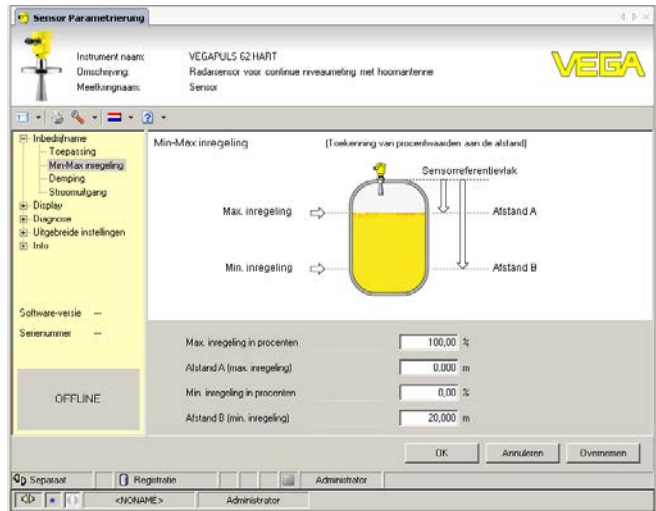 Sensor Parametrierung
Instrument naam: VEGAPULS 62 HART
Omschrijving: Radarsensor voor continue niveaumeting met hoornantenne
Meetkringnaam: Sensor
VEGA
Inbedrijfname
Toepassing
Min-Max inregeling
Demping
Stroomuitgang
Display
Diagnose
Uitgebreide instellingen
Info
Software-versie ---
Serienummer ---
OFFLINE
Min-Max inregeling (Toekenning van procentwaarden aan de afstand)
Sensorreferentievlak
Max. inregeling
Afstand A
Min. inregeling
Afstand B
Max. inregeling in procenten 100,00 %
Afstand A (max. inregeling) 0.000 m
Min. inregeling in procenten 0,00 %
Afstand B (min. inregeling) 20,000 m
OK Annuleren Overnemen
Separaat Registratie Administrator
<NONAME> Administrator